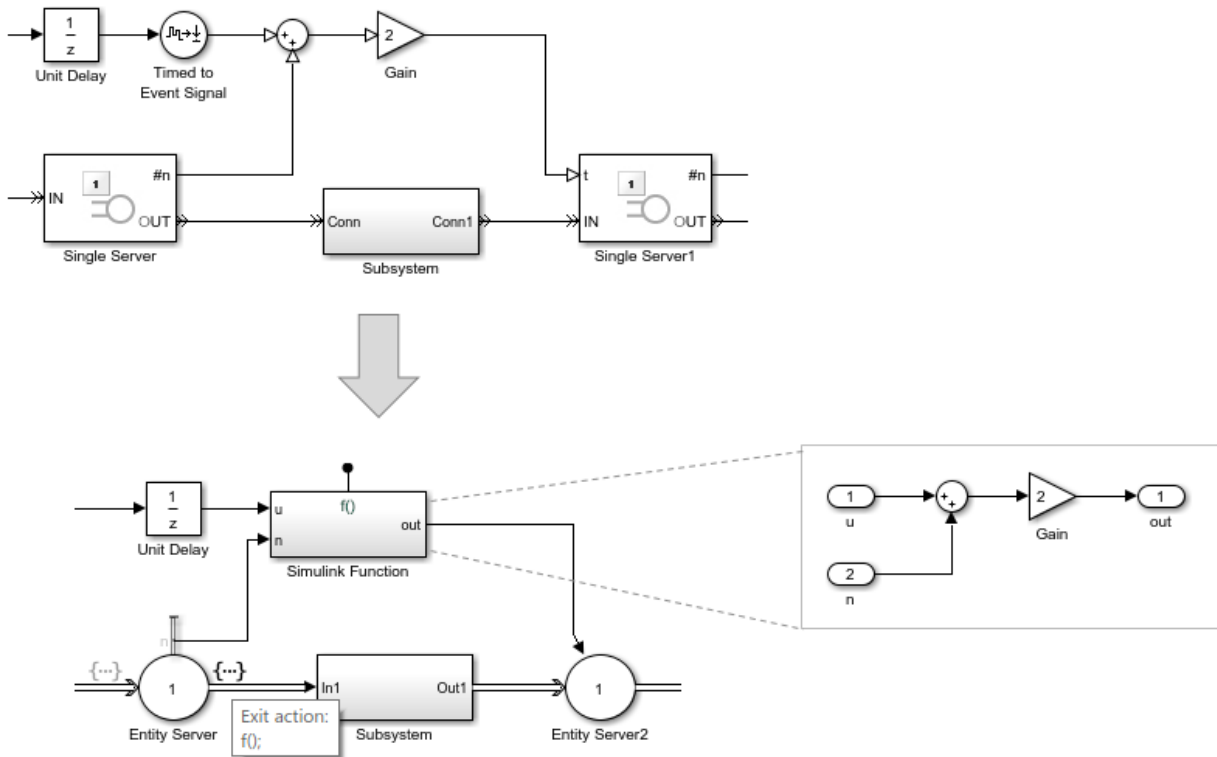 1
z
Unit Delay
Timed to
Event Signal
+
+
2
Gain
IN
1
#n
OUT
Single Server
Conn
Conn1
Subsystem
t
IN
1
#n
OUT
Single Server1
1
z
Unit Delay
u
n
f()
out
Simulink Function
1
u
+
+
2
Gain
1
out
2
n
n
{...}
1
Entity Server
{...}
In1
Out1
Subsystem
1
Entity Server2
Exit action:
f();